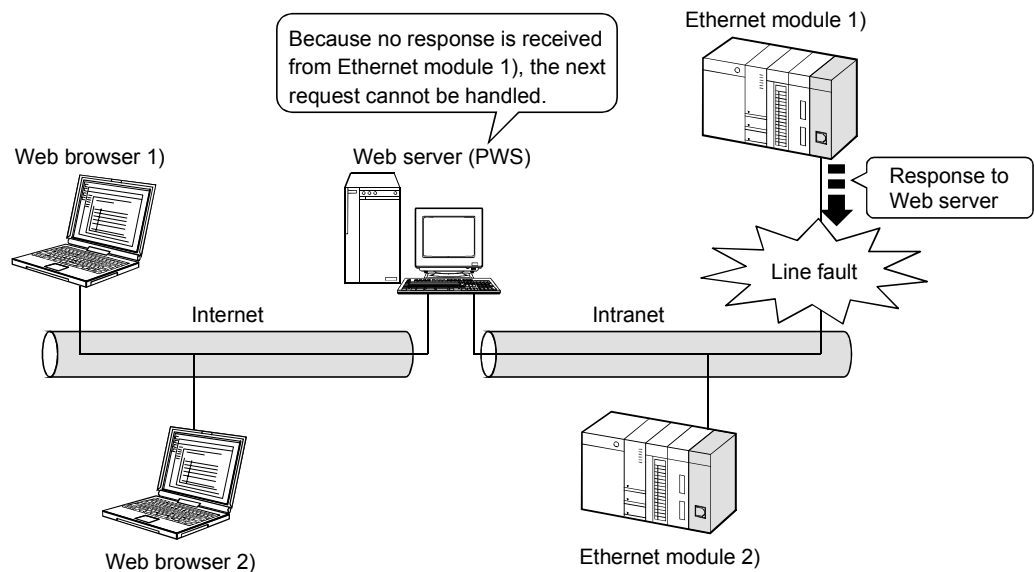 Ethernet module 1)
Because no response is received
from Ethernet module 1), the next
request cannot be handled.
Web browser 1)
Web server (PWS)
Response to
Web server
Line fault
Internet
Intranet
Web browser 2)
Ethernet module 2)